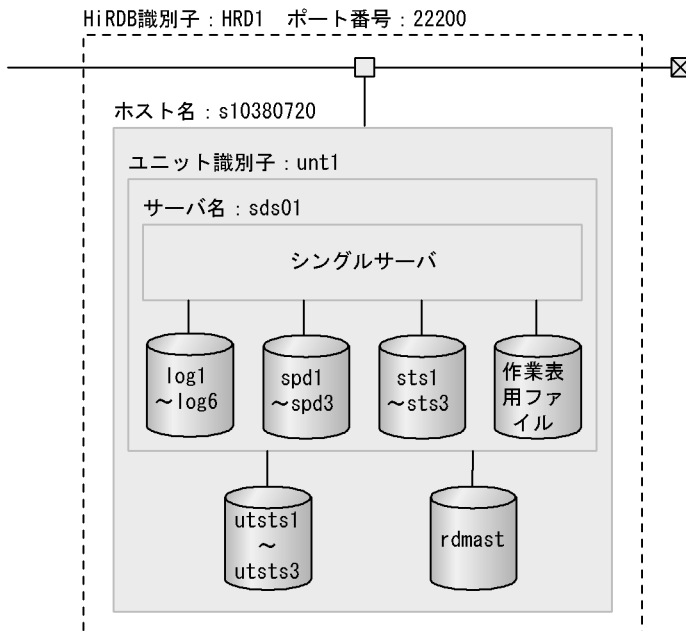 HiRDB識別子：HRD1　ポート番号：22200
ホスト名：s10380720
ユニット識別子：unt1
サーバ名：sds01
シングルサーバ
log1
～log6
spd1
～spd3
sts1
～sts3
作業表
用ファ
イル
utsts1
～
utsts3
rdmast